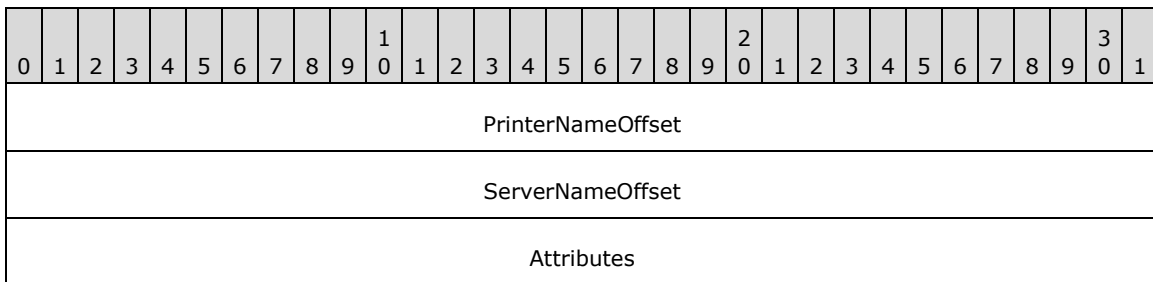 0 1 2 3 4 5 6 7 8 9 1 0 1 2 3 4 5 6 7 8 9 2 0 1 2 3 4 5 6 7 8 9 3 0 1
PrinterNameOffset
ServerNameOffset
Attributes